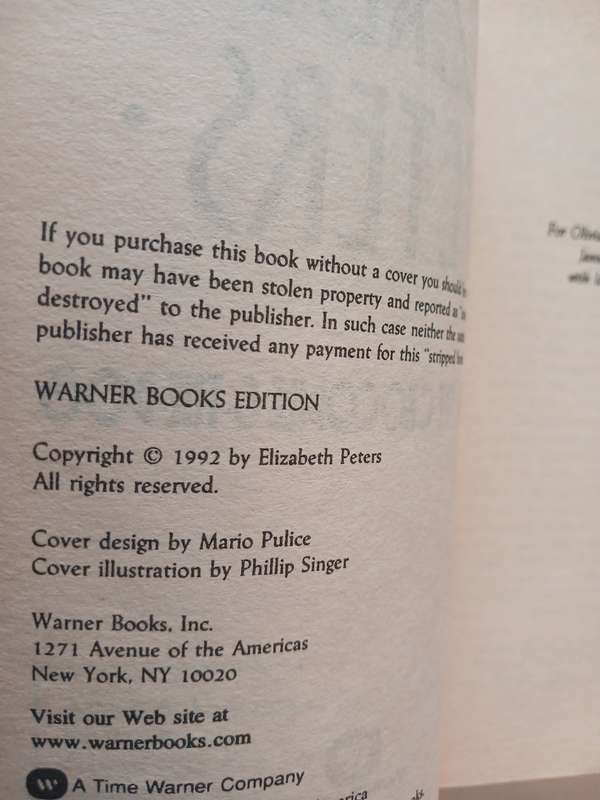 If you purchase this book without a cover you should
book may have been stolen property and reported as
destroyed" to the publisher. In such case neither the
publisher has received any payment for this "stripped
WARNER BOOKS EDITION
Copyright © 1992 by Elizabeth Peters
All rights reserved.
Cover design by Mario Pulice
Cover illustration by Phillip Singer
Warner Books, Inc.
1271 Avenue of the Americas
New York, NY 10020
Visit our Web site at
www.warnerbooks.com
A Time Warner Company
For